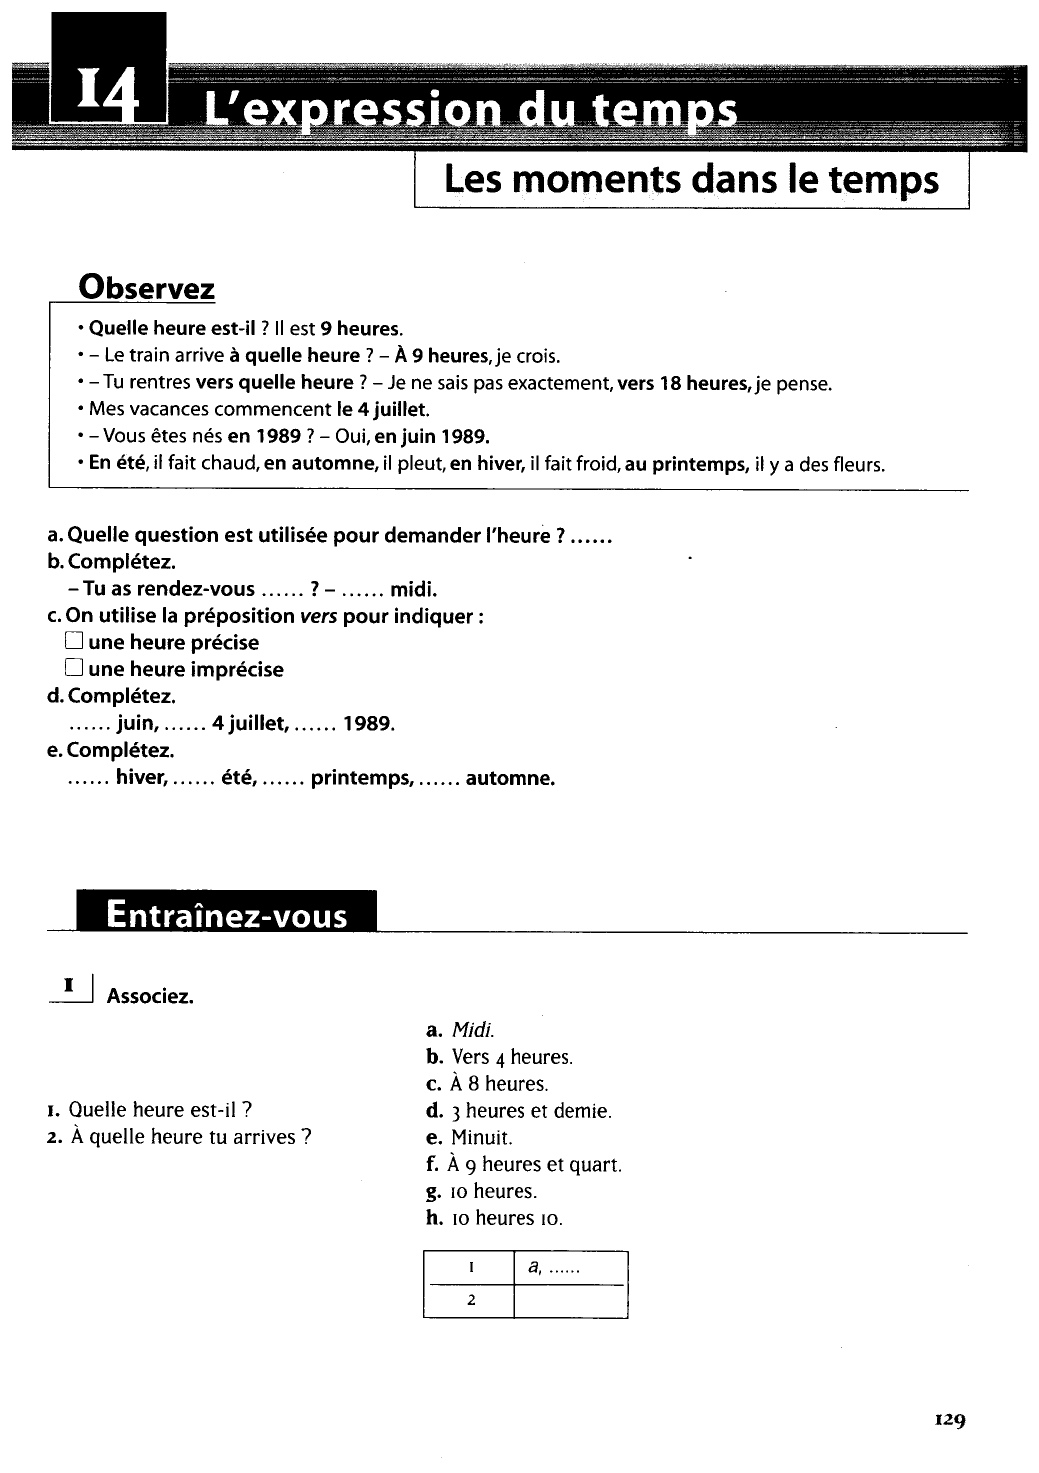 14
L'expression du temps
Les moments dans le temps
Observez
• Quelle heure est-il ? Il est 9 heures.
• – Le train arrive à quelle heure ? – À 9 heures, je crois.
• – Tu rentres vers quelle heure ? – Je ne sais pas exactement, vers 18 heures, je pense.
• Mes vacances commencent le 4 juillet.
• – Vous êtes nés en 1989 ? – Oui, en juin 1989.
• En été, il fait chaud, en automne, il pleut, en hiver, il fait froid, au printemps, il y a des fleurs.
a. Quelle question est utilisée pour demander l'heure ? ......
b. Complétez.
– Tu as rendez-vous ...... ? – ...... midi.
c. On utilise la préposition vers pour indiquer :
☐ une heure précise
☐ une heure imprécise
d. Complétez.
...... juin, ...... 4 juillet, ...... 1989.
e. Complétez.
...... hiver, ...... été, ...... printemps, ...... automne.
Entraînez-vous
1 Associez.
a. Midi.
b. Vers 4 heures.
c. À 8 heures.
1. Quelle heure est-il ?
d. 3 heures et demie.
2. À quelle heure tu arrives ?
e. Minuit.
f. À 9 heures et quart.
g. 10 heures.
h. 10 heures 10.
1 a, ......
2
129